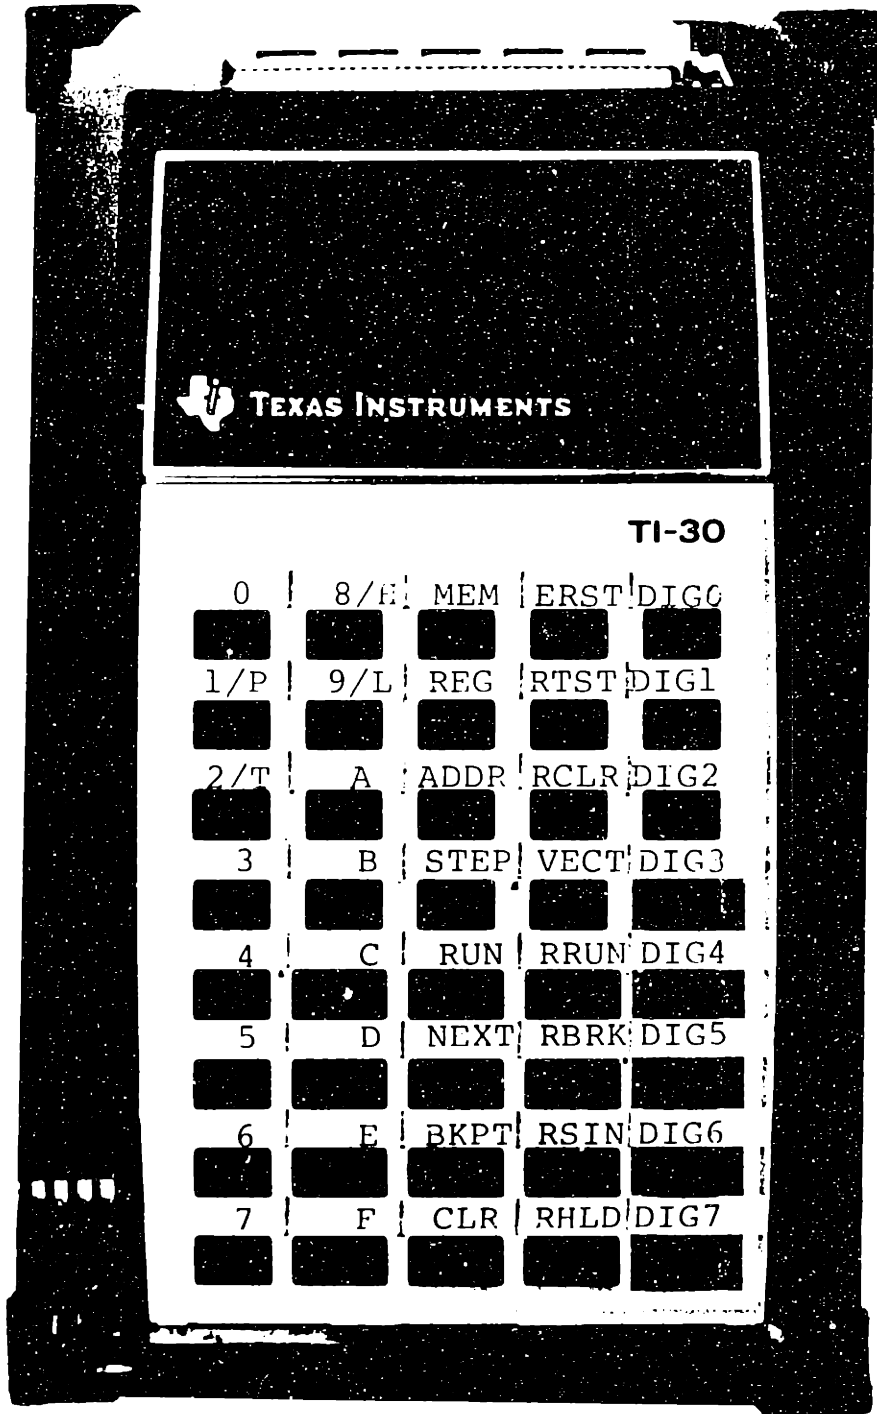 TEXAS INSTRUMENTS
TI-30
0 | 8/H | MEM | ERST | DIG0
1/P | 9/L | REG | RTST | DIG1
2/T | A | ADDR | RCLR | DIG2
3 | B | STEP | VECT | DIG3
4 | C | RUN | RRUN | DIG4
5 | D | NEXT | RBRK | DIG5
6 | E | BKPT | RSIN | DIG6
7 | F | CLR | RHLD | DIG7